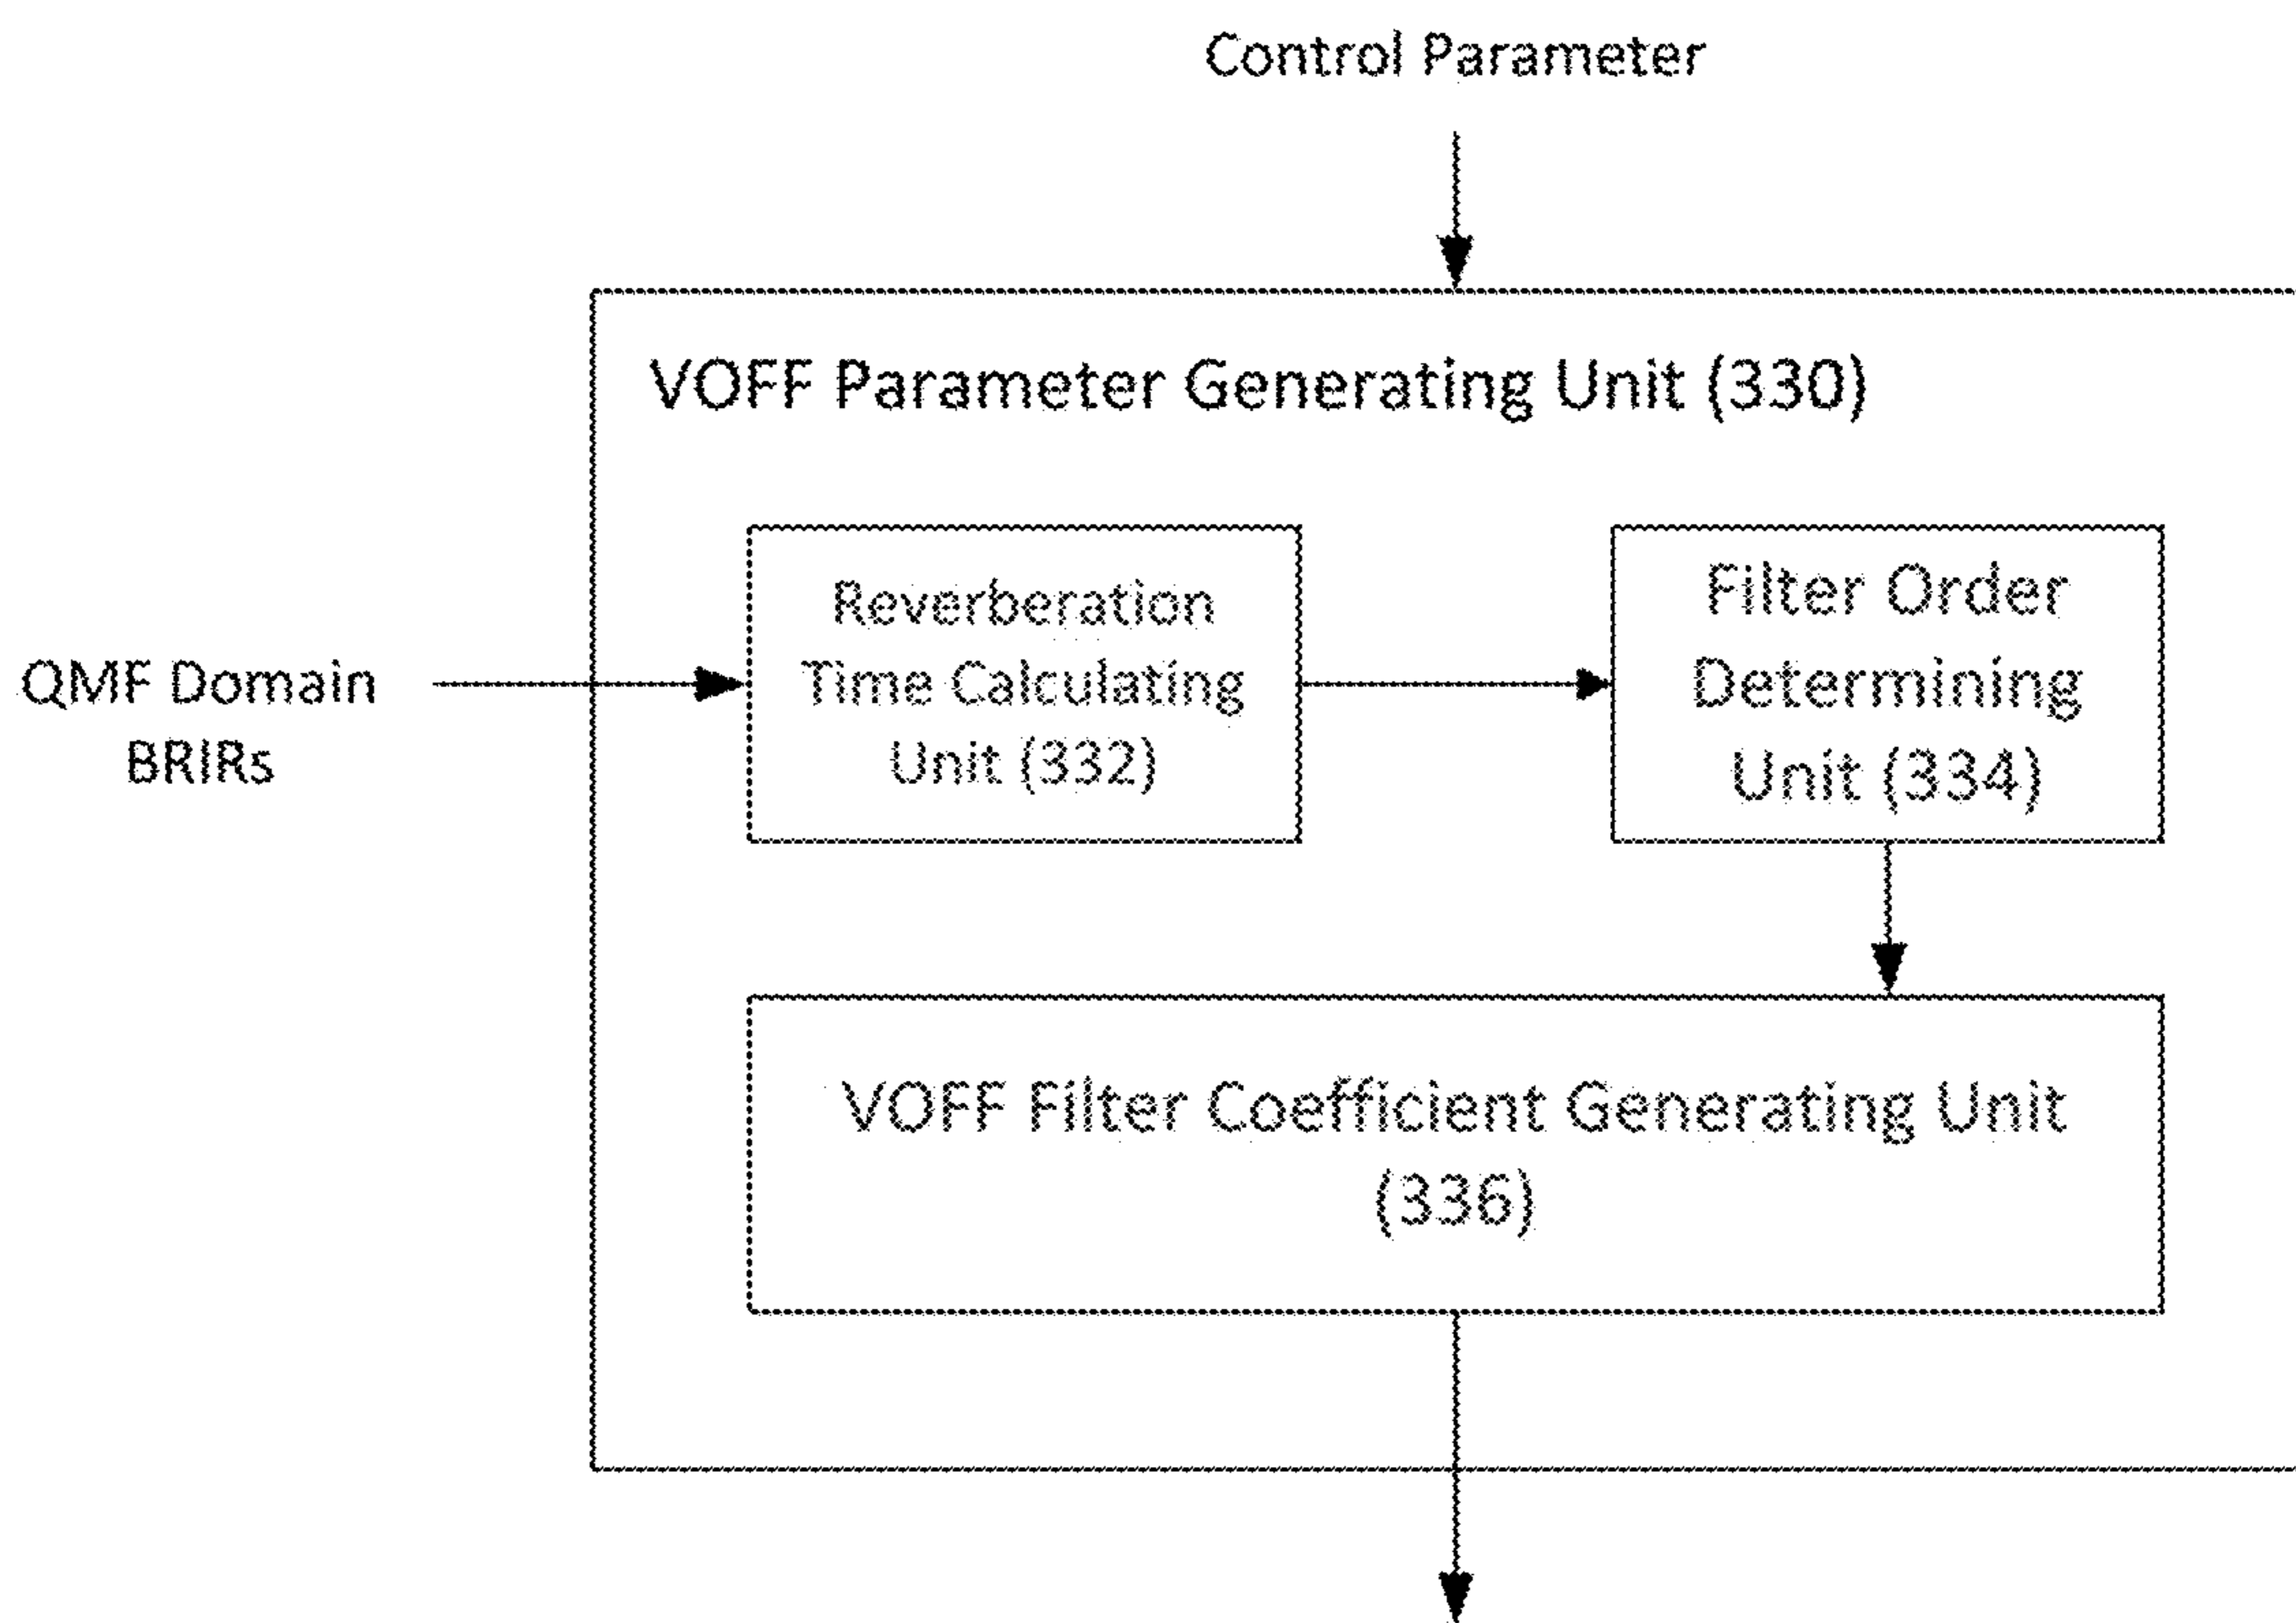 Control Parameter
VOFF Parameter Generating Unit (330)
QMF Domain
BRIRs
Reverberation
Time Calculating
Unit (332)
Filter Order
Determining
Unit (334)
VOFF Filter Coefficient Generating Unit
(336)